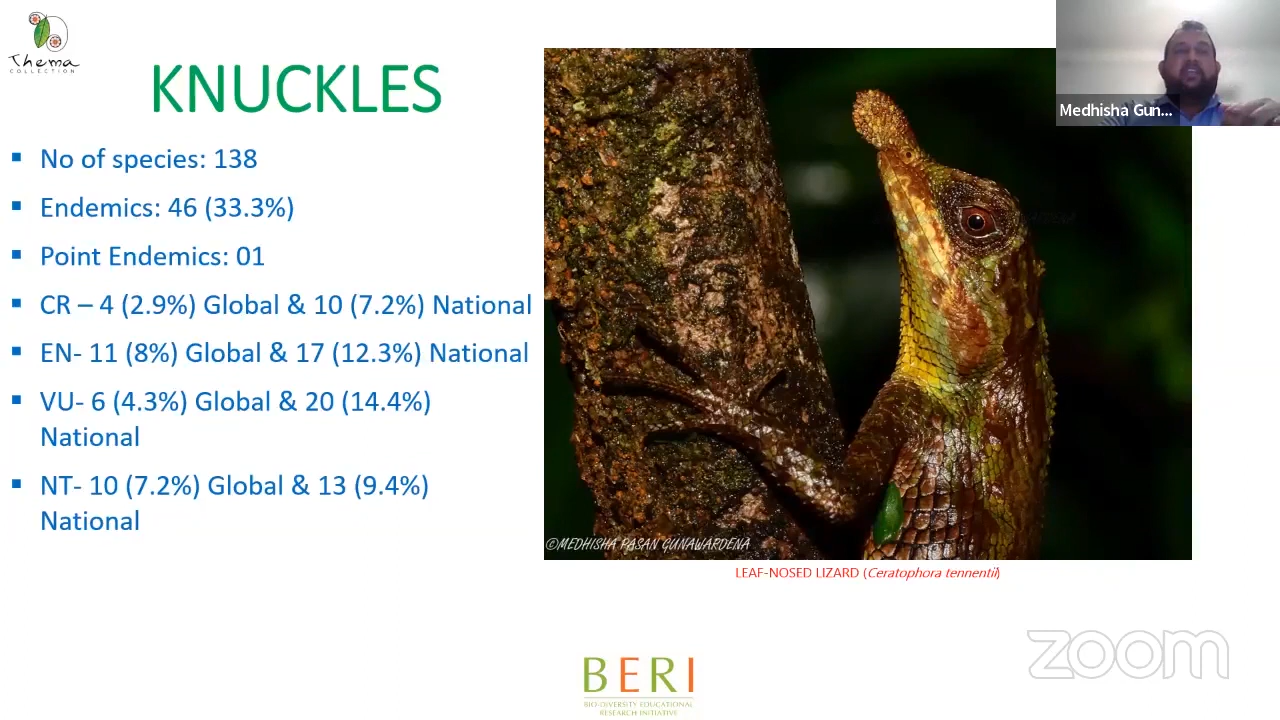 Thema
COLLECTION
KNUCKLES
Medhisha Gun...
No of species: 138
Endemics: 46 (33.3%)
Point Endemics: 01
CR – 4 (2.9%) Global & 10 (7.2%) National
EN- 11 (8%) Global & 17 (12.3%) National
VU- 6 (4.3%) Global & 20 (14.4%)
National
NT- 10 (7.2%) Global & 13 (9.4%)
National
©MEDHISHA PASAN GUNAWARDENA
LEAF-NOSED LIZARD (Ceratophora tennentii)
zoom
BERI
BIO-DIVERSITY EDUCATIONAL
RESEARCH INITIATIVE